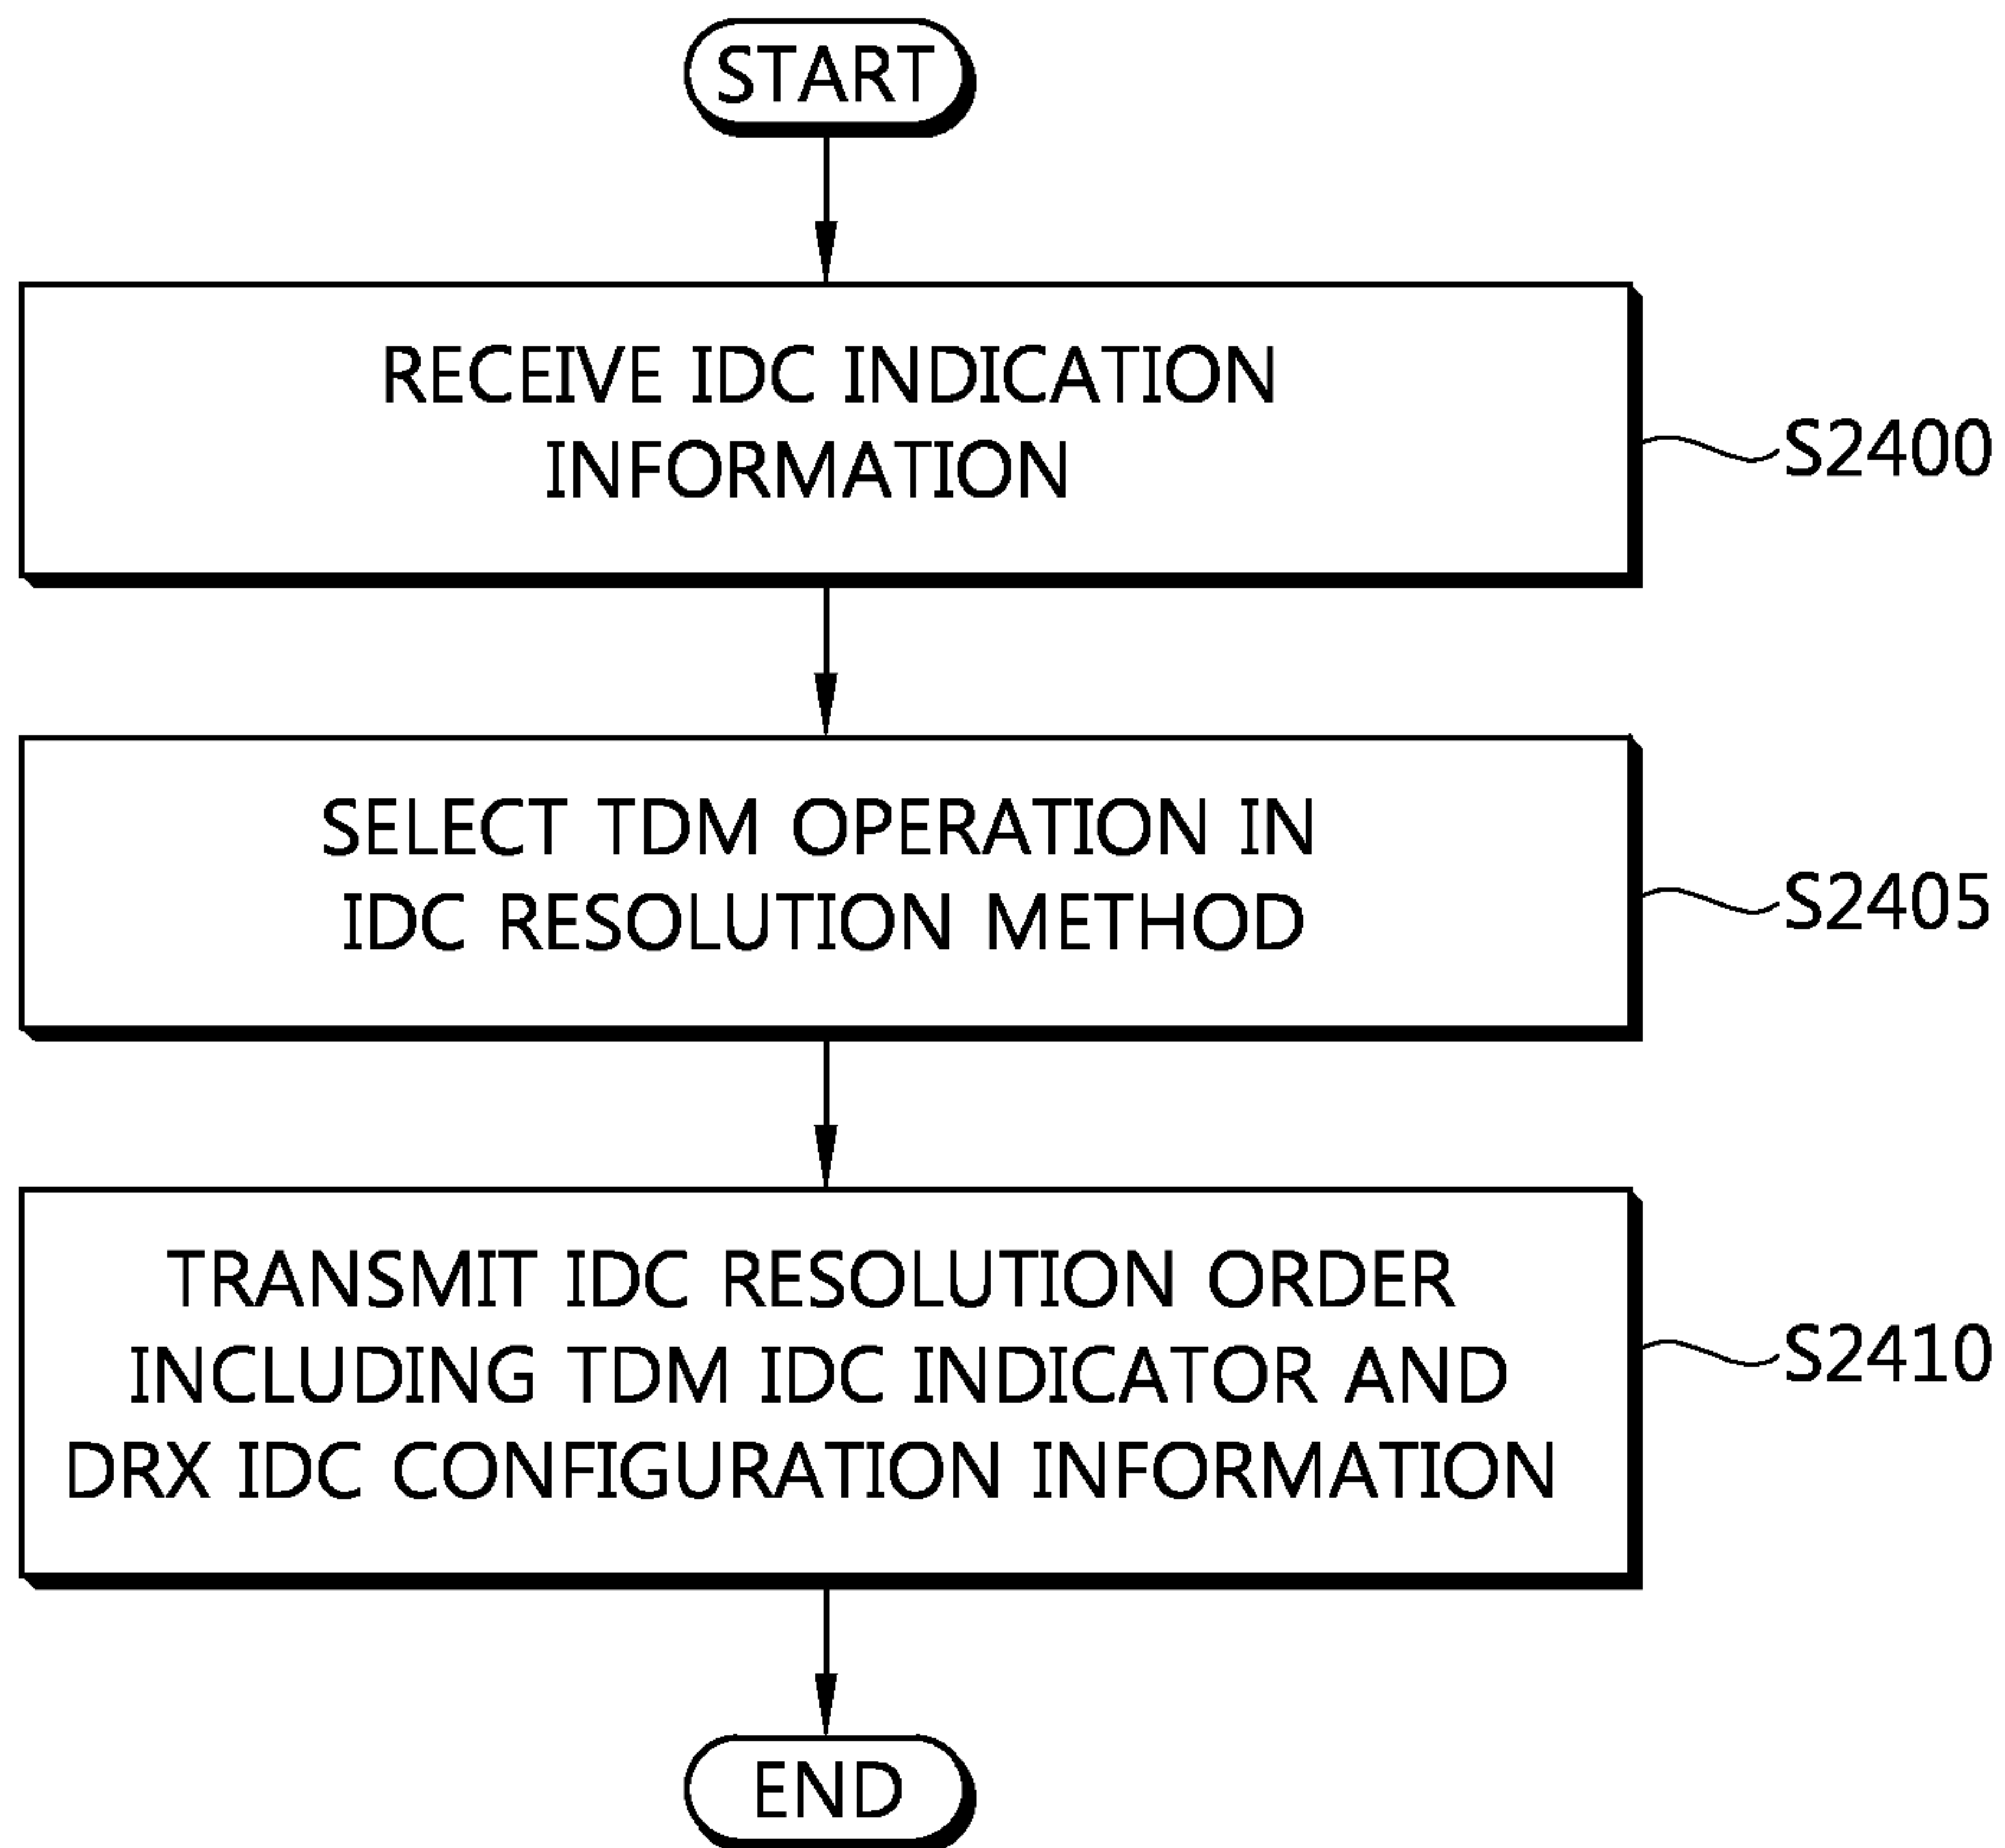 START
RECEIVE IDC INDICATION
INFORMATION
S2400
SELECT TDM OPERATION IN
IDC RESOLUTION METHOD
S2405
TRANSMIT IDC RESOLUTION ORDER
INCLUDING TDM IDC INDICATOR AND
DRX IDC CONFIGURATION INFORMATION
S2410
END